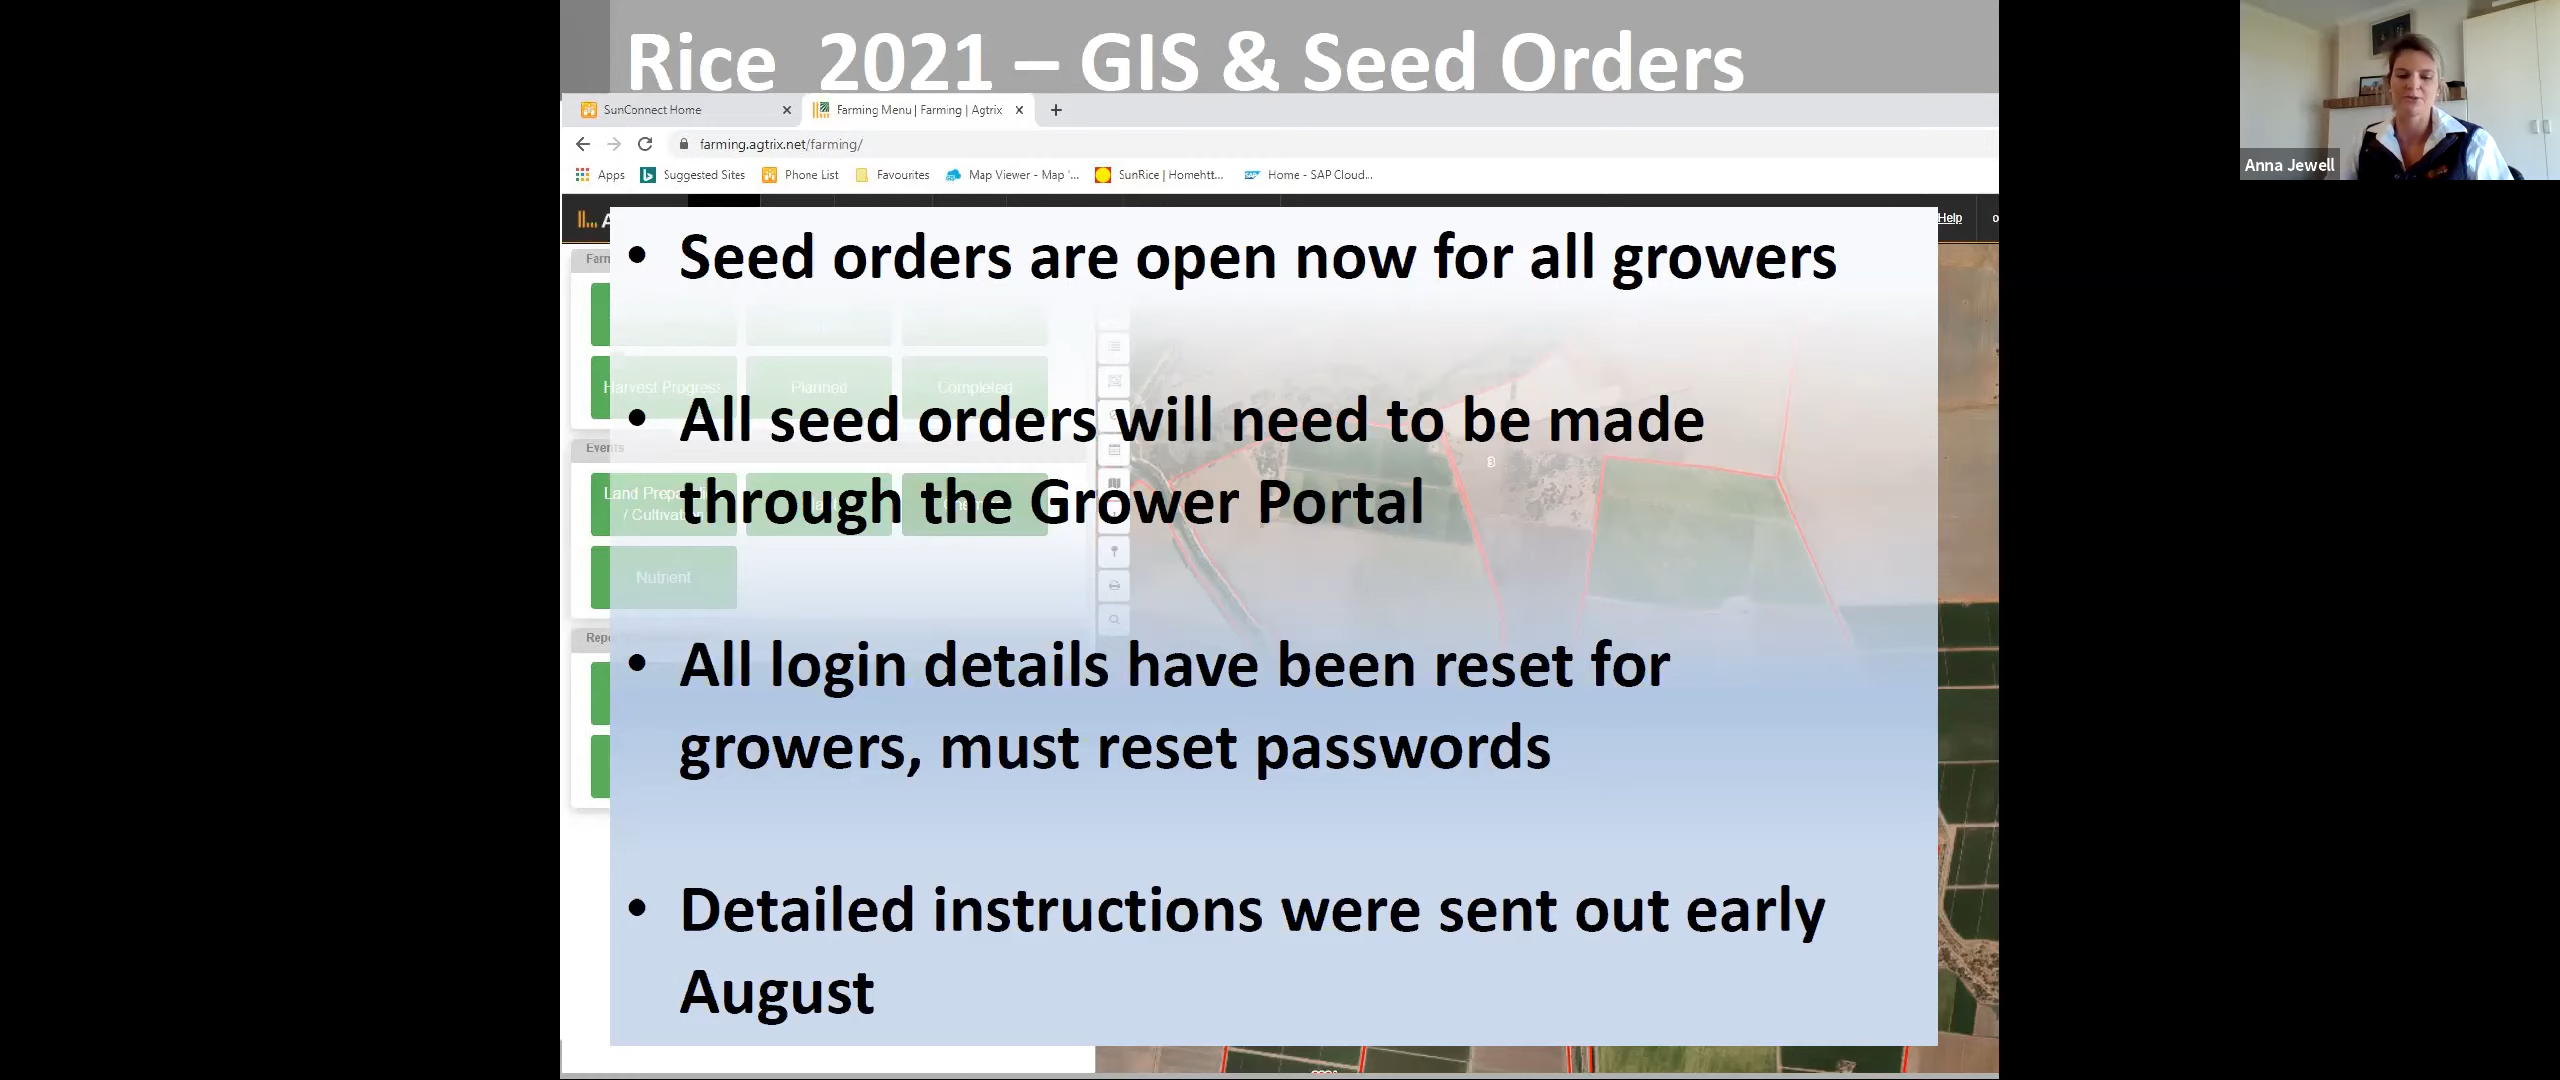 Rice 2021 – GIS & Seed Orders
SunConnect Home
Farming Menu | Farming | Agtrix
farming.agtrix.net/farming/
Apps
Suggested Sites
Phone List
Favourites
Map Viewer - Map '...
SunRice | Homehtt...
Home - SAP Cloud...
Help
Anna Jewell
• Seed orders are open now for all growers
Harvest Progress
Planned
Completed
• All seed orders will need to be made
through the Grower Portal
Events
/ Cultivation
Nutrient
3
• All login details have been reset for
growers, must reset passwords
• Detailed instructions were sent out early
August